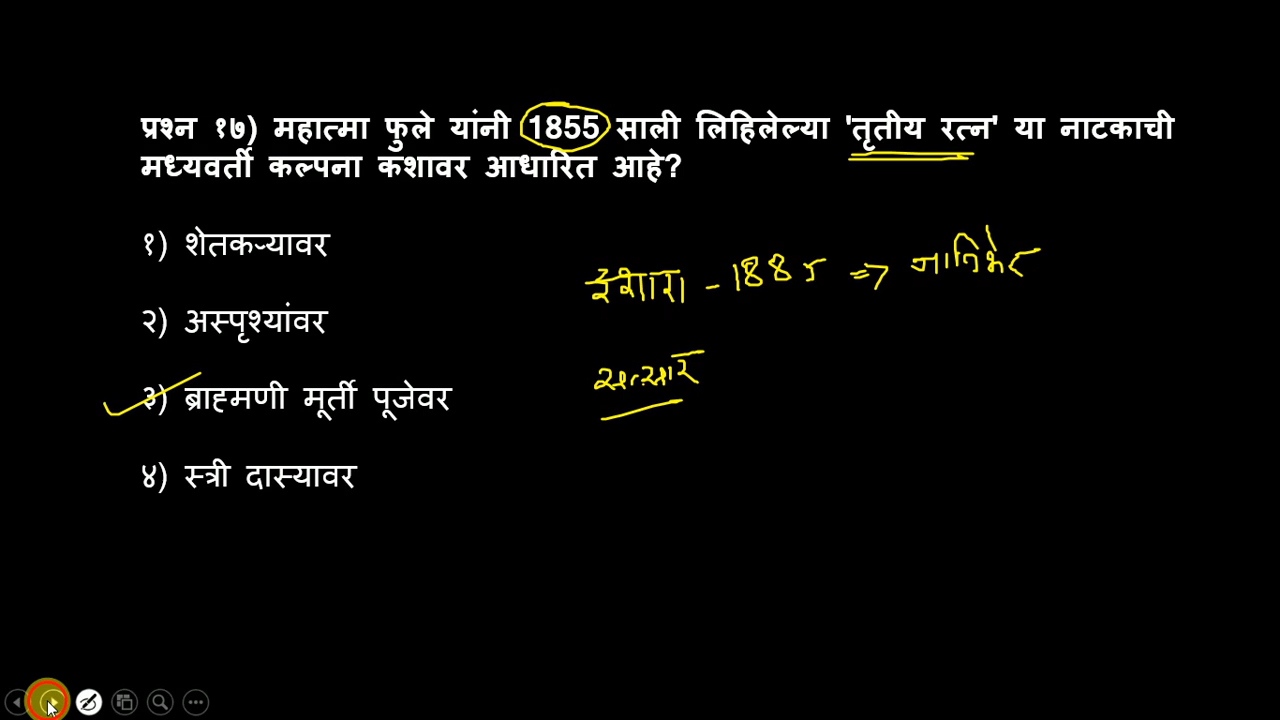 प्रश्न १७) महात्मा फुले यांनी 1855 साली लिहिलेल्या 'तृतीय रत्न' या नाटकाची
मध्यवर्ती कल्पना कशावर आधारित आहे?
१) शेतकऱ्यावर
इशारा - 1885 => जातिभेद
२) अस्पृश्यांवर
सत्सार
३) ब्राह्मणी मूर्ती पूजेवर
४) स्त्री दास्यावर